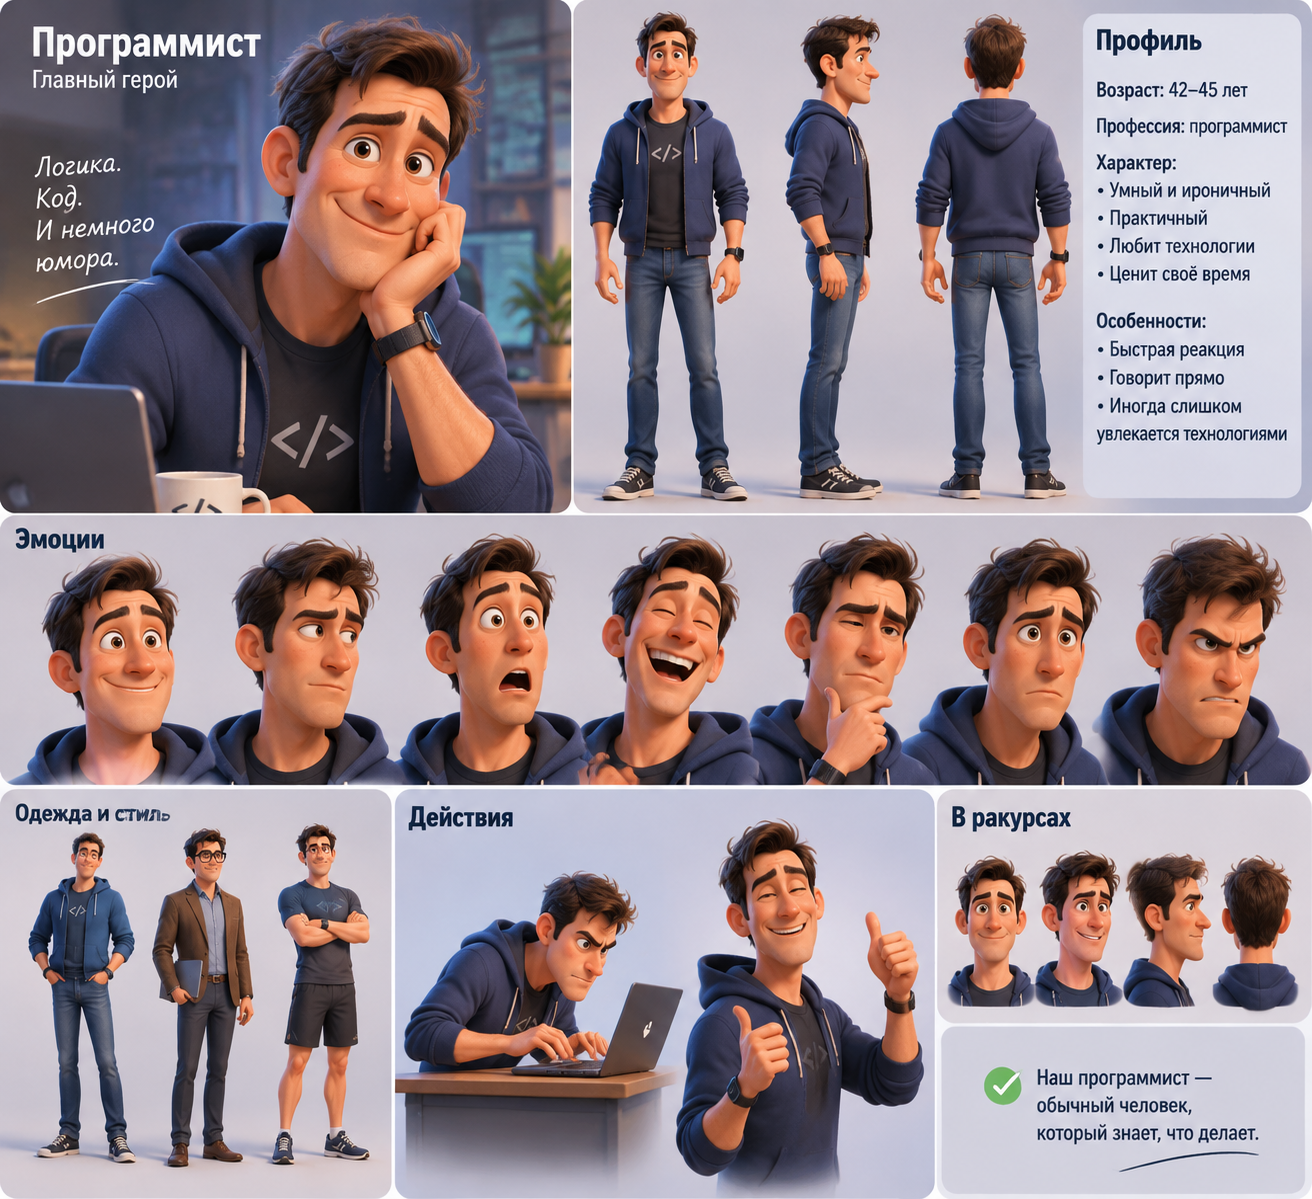 Программист
Главный герой
Логика.
Код.
И немного
юмора.
</>
</>
</>
Профиль
Возраст: 42–45 лет
Профессия: программист
Характер:
• Умный и ироничный
• Практичный
• Любит технологии
• Ценит своё время
Особенности:
• Быстрая реакция
• Говорит прямо
• Иногда слишком
увлекается технологиями
Эмоции
Одежда и стиль
</>
</>
Действия
</>
</>
В ракурсах
Наш программист —
обычный человек,
который знает, что делает.